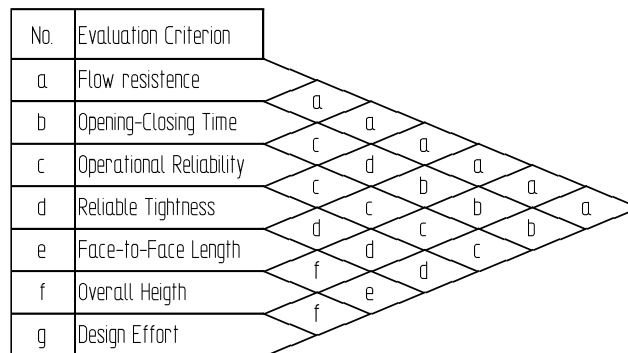 No. Evaluation Criterion
a Flow resistence
b Opening-Closing Time
c Operational Reliability
d Reliable Tightness
e Face-to-Face Length
f Overall Heigth
g Design Effort
a
a
c a
d a
c b a
c b a
d c b
d c
f d
e
f